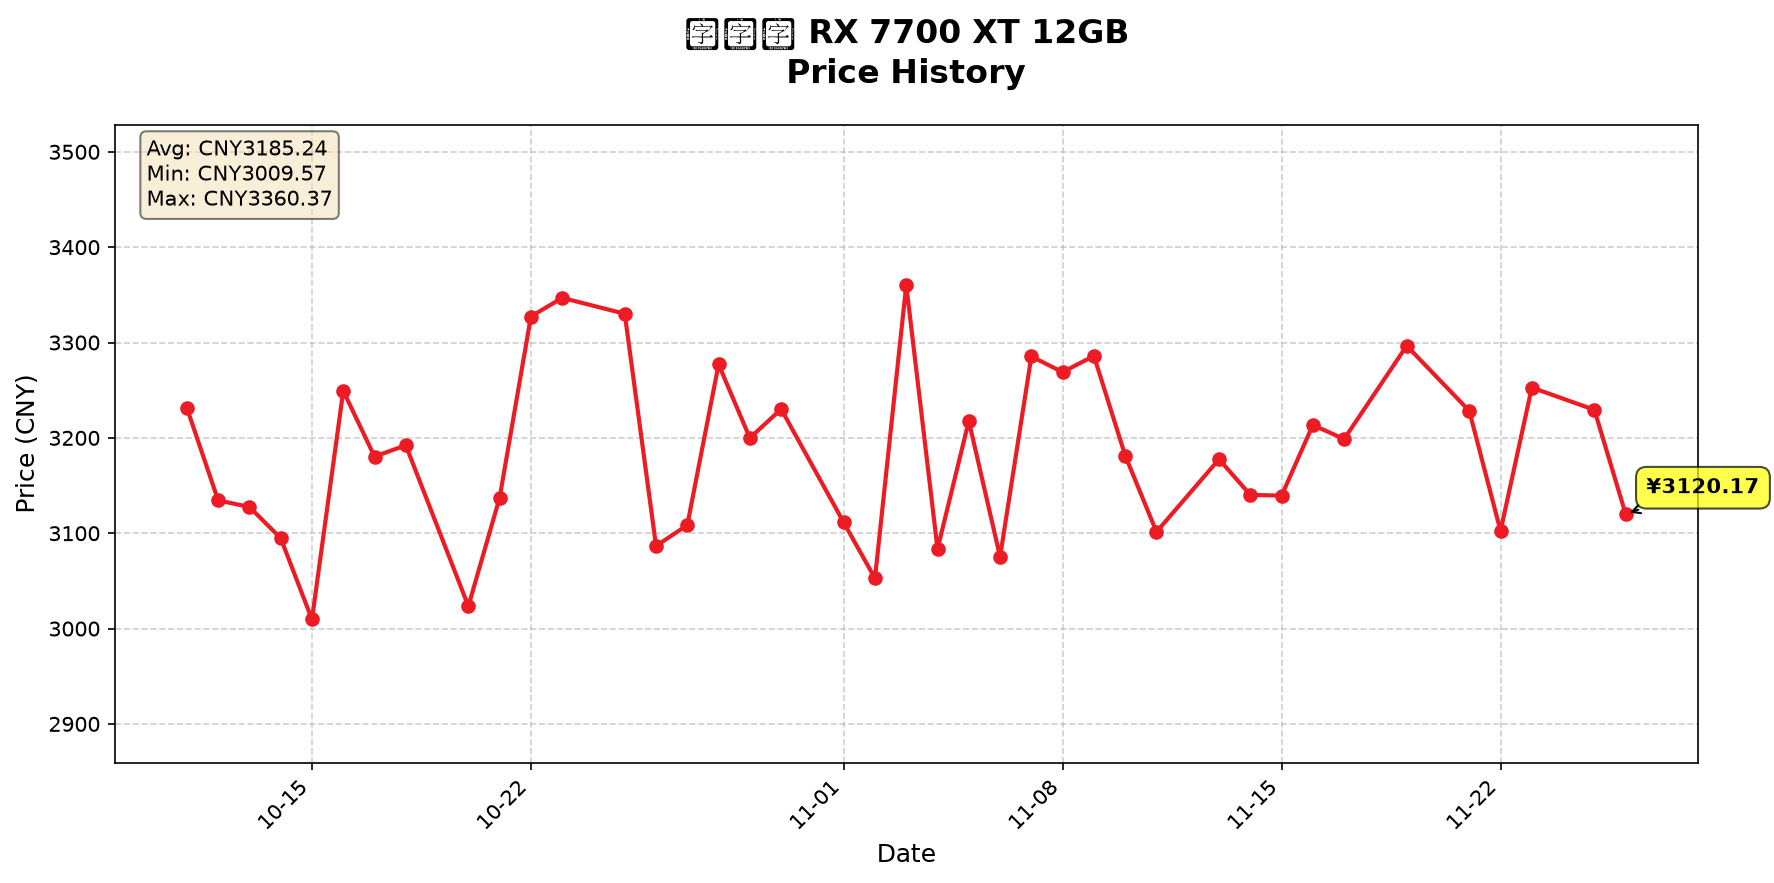 RX 7700 XT 12GB
Price History
Avg: CNY3185.24
Min: CNY3009.57
Max: CNY3360.37
3500
3400
3300
3200
3100
3000
2900
Price (CNY)
¥3120.17
10-15
10-22
11-01
11-08
11-15
11-22
Date